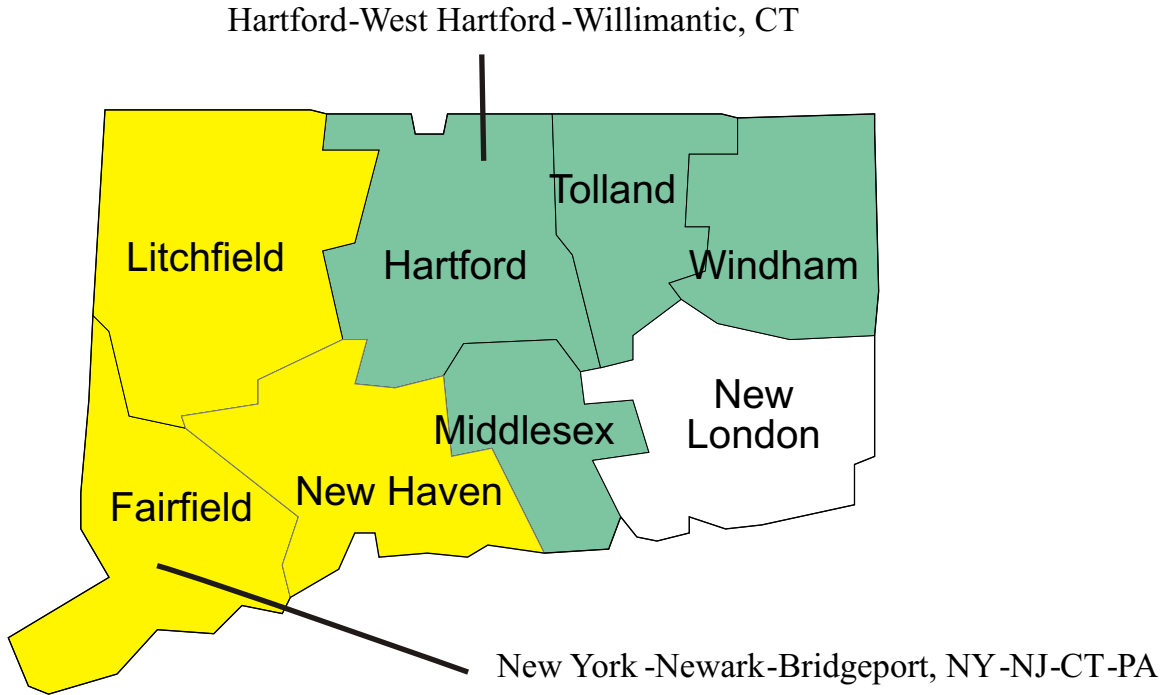 Hartford-West Hartford -Willimantic, CT
Tolland
Litchfield
Hartford
Windham
New
London
Middlesex
New Haven
Fairfield
New York -Newark-Bridgeport, NY-NJ-CT-PA